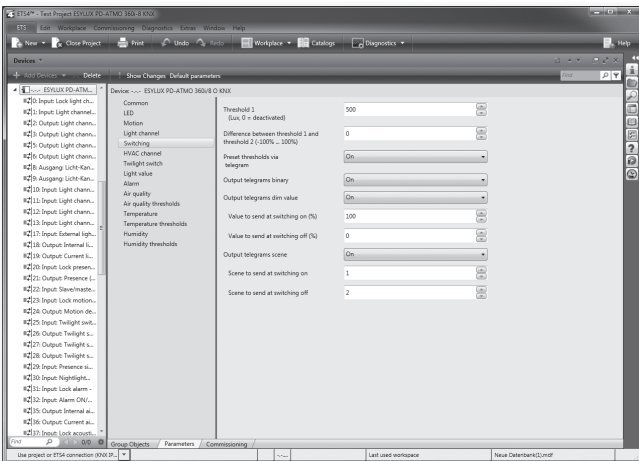 ETS4™ - Test Project ESYLUX PD-ATMO 360i-8 KNX
ETS Edit Workplace Commissioning Diagnostics Extras Window Help
New Close Project Print Undo Redo Workplace Catalogs Diagnostics Help
Devices
Add Devices Delete Show Changes Default parameters Find
-.-.- ESYLUX PD-ATM...
0: Input: Lock light ch...
1: Input: Light channel...
2: Output: Light chann...
3: Output: Light chann...
5: Output: Light chann...
6: Output: Light chann...
8: Ausgang: Licht-Kan...
9: Ausgang: Licht-Kan...
10: Input: Light chann...
11: Input: Light chann...
12: Input: Light chann...
13: Input: Light chann...
17: Input: External ligh...
18: Output: Internal li...
19: Output: Current li...
20: Input: Lock presen...
21: Output: Presence (...
22: Input: Slave/maste...
23: Input: Lock motion...
24: Output: Motion de...
25: Input: Twilight swit...
26: Output: Twilight s...
27: Output: Twilight s...
28: Output: Twilight s...
29: Input: Presence si...
30: Input: Nightlight...
31: Input: Lock alarm -
32: Input: Alarm ON/...
35: Output: Internal ai...
36: Output: Current ai...
37: Input: Lock acousti...
Find 0/0
Device: -.-.- ESYLUX PD-ATMO 360i/8 O KNX
Common
LED
Motion
Light channel
Switching
HVAC channel
Twilight switch
Light value
Alarm
Air quality
Air quality thresholds
Temperature
Temperature thresholds
Humidity
Humidity thresholds
Threshold 1
(Lux, 0 = deactivated)
500
Difference between threshold 1 and
threshold 2 (-100% ... 100%)
0
Preset thresholds via
telegram
On
Output telegrams binary
On
Output telegrams dim value
On
Value to send at switching on (%)
100
Value to send at switching off (%)
0
Output telegrams scene
On
Scene to send at switching on
1
Scene to send at switching off
2
Group Objects Parameters Commissioning
Use project or ETS4 connection (KNX IP... -.-.... Last used workspace Neue Datenbank(1).mdf